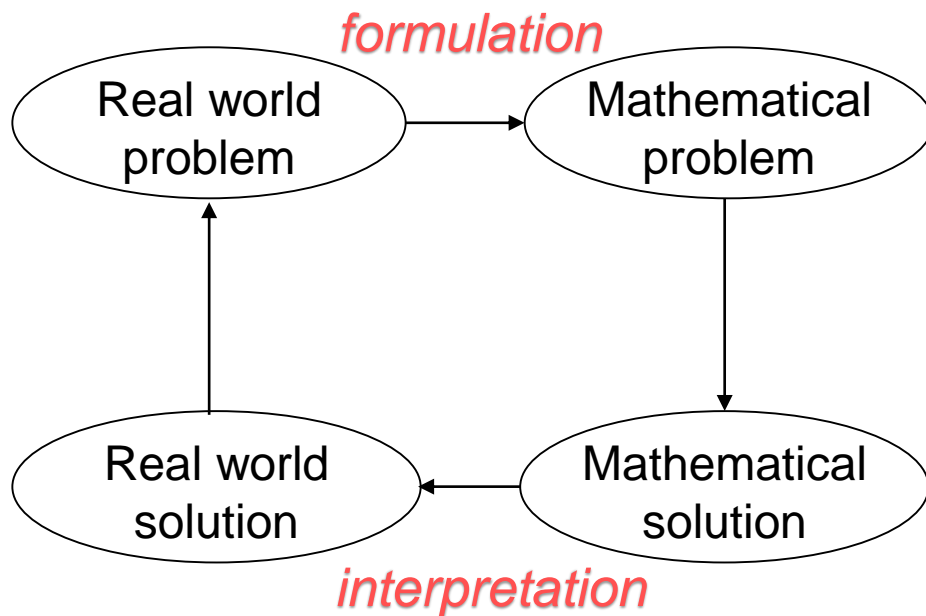 formulation
Real world
problem
Mathematical
problem
Real world
solution
Mathematical
solution
interpretation